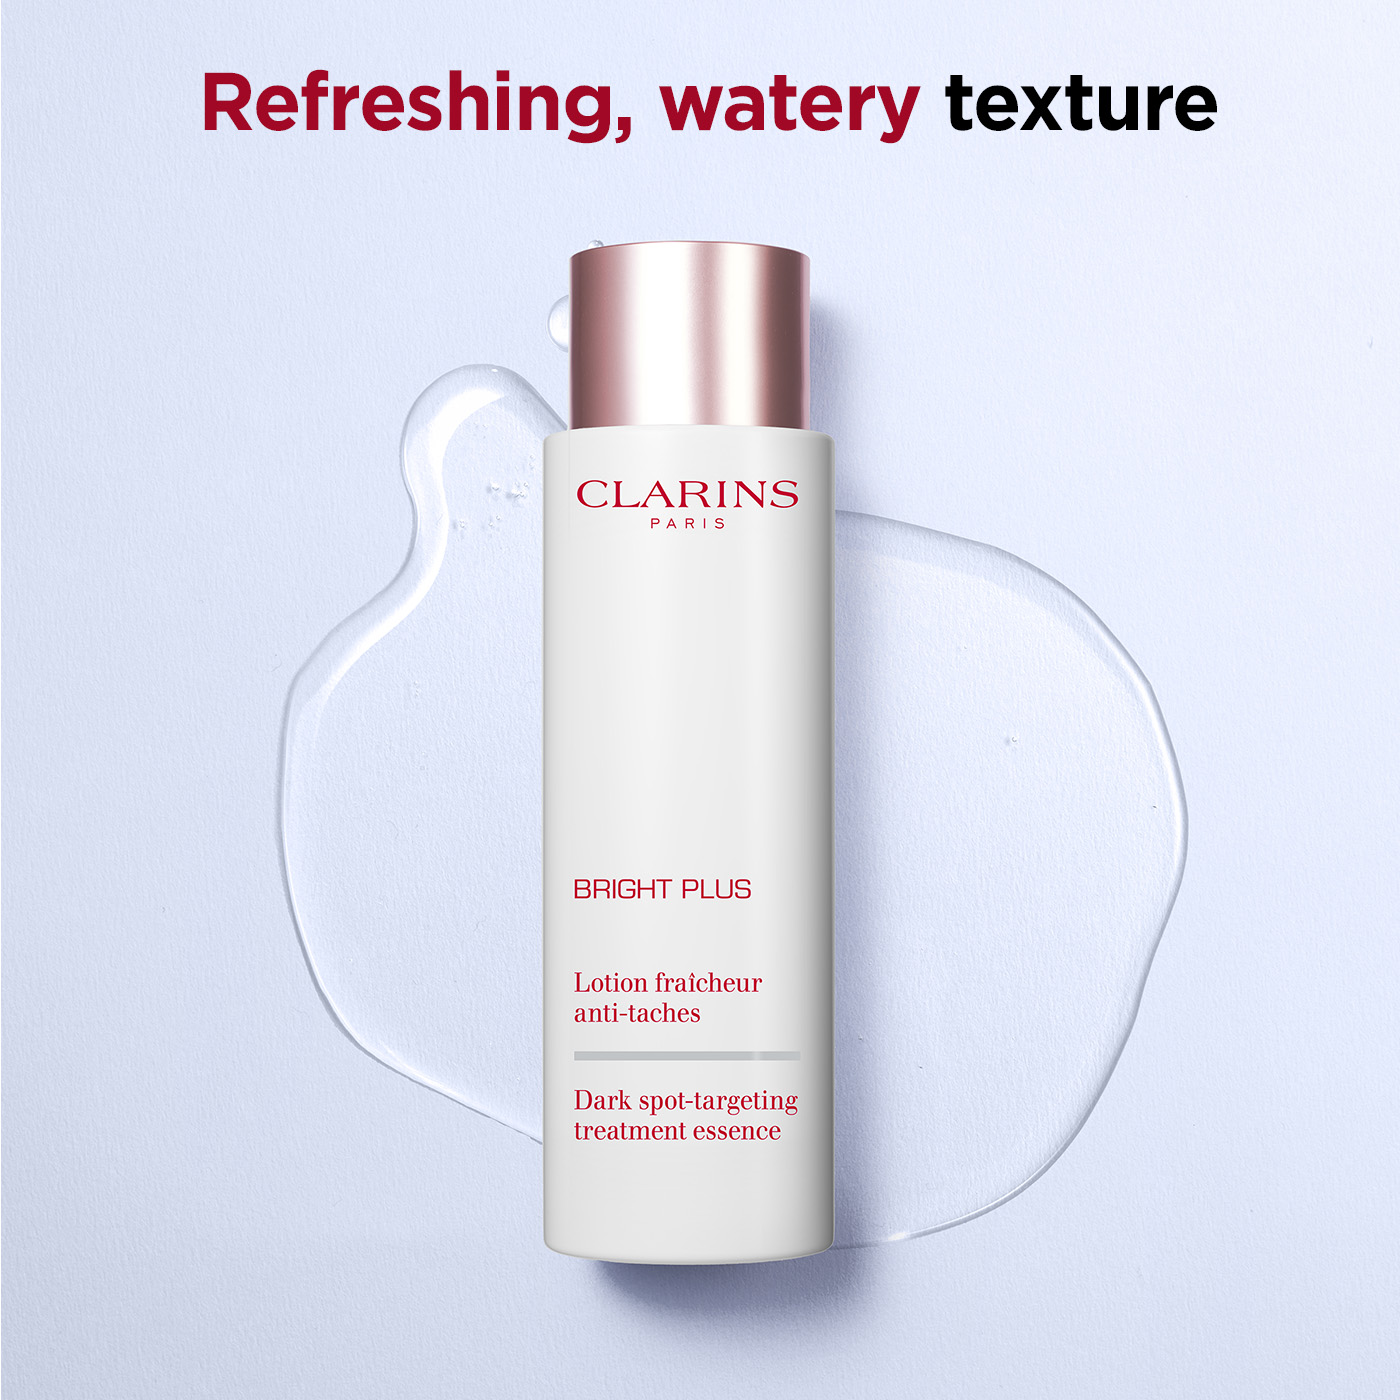 Refreshing, watery texture
CLARINS
PARIS
BRIGHT PLUS
Lotion fraîcheur
anti-taches
Dark spot-targeting
treatment essence